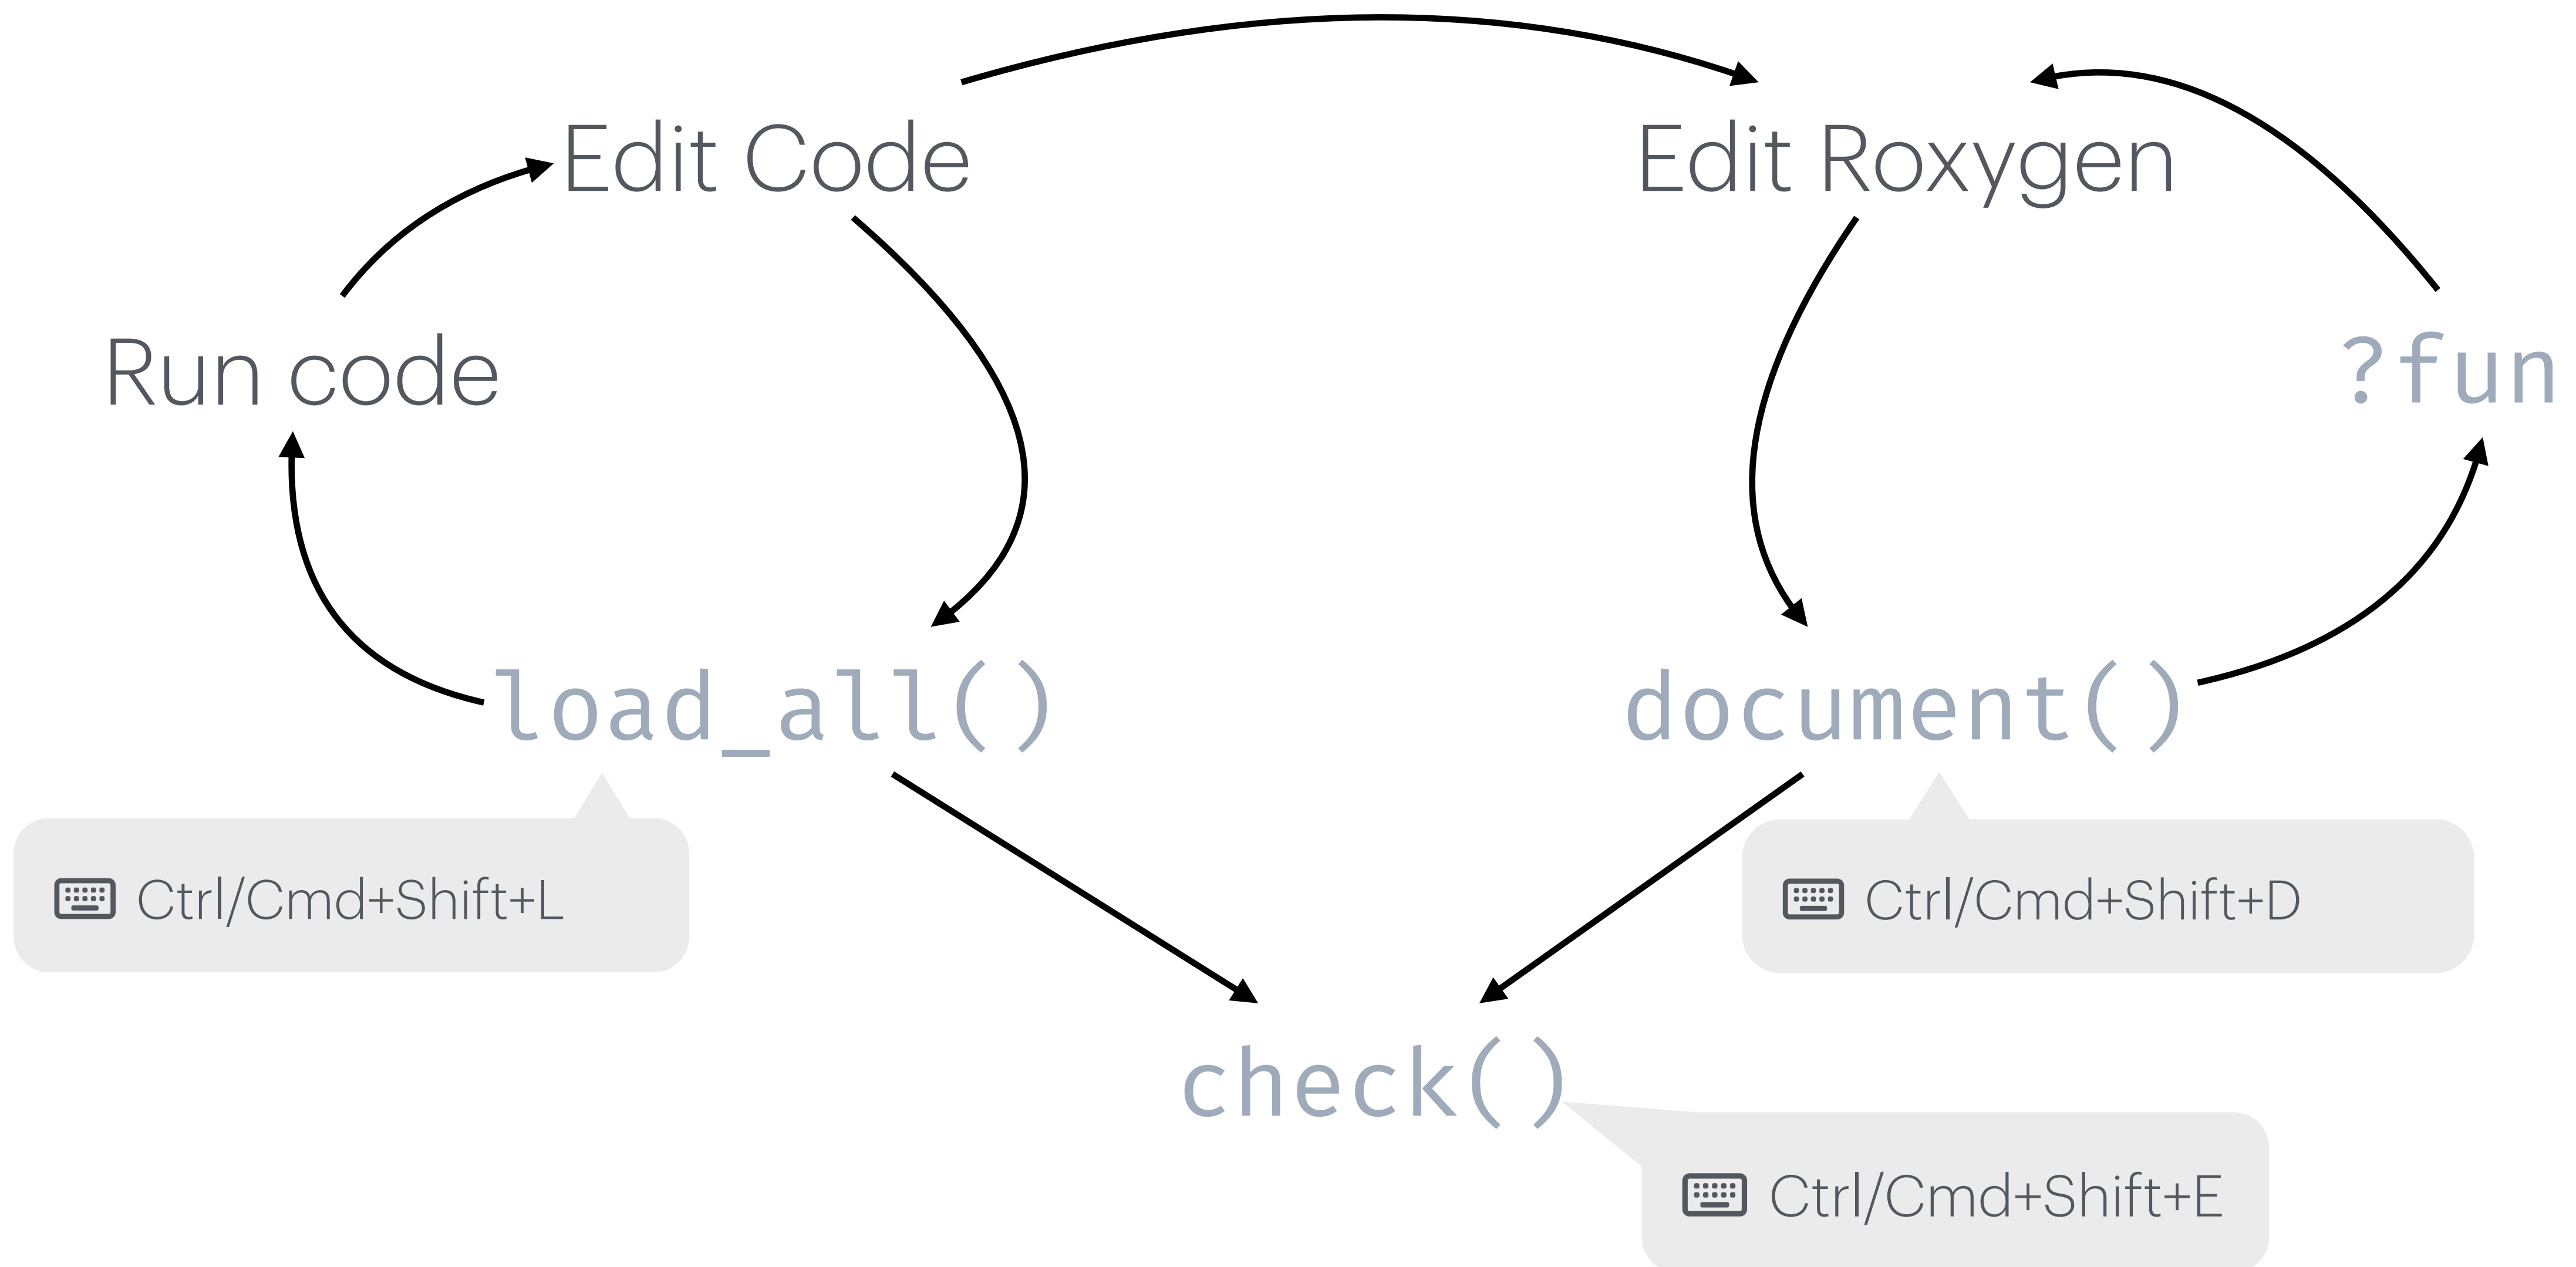 Edit Code
Edit Roxygen
Run code
?fun
load_all()
document()
Ctrl/Cmd+Shift+L
Ctrl/Cmd+Shift+D
check()
Ctrl/Cmd+Shift+E